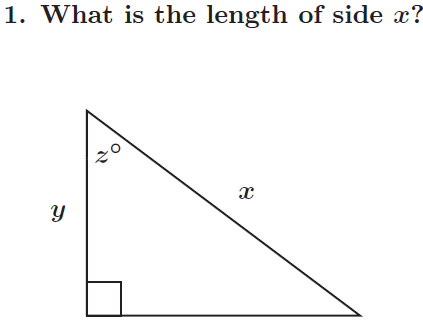 1. What is the length of side x?
z°
x
y